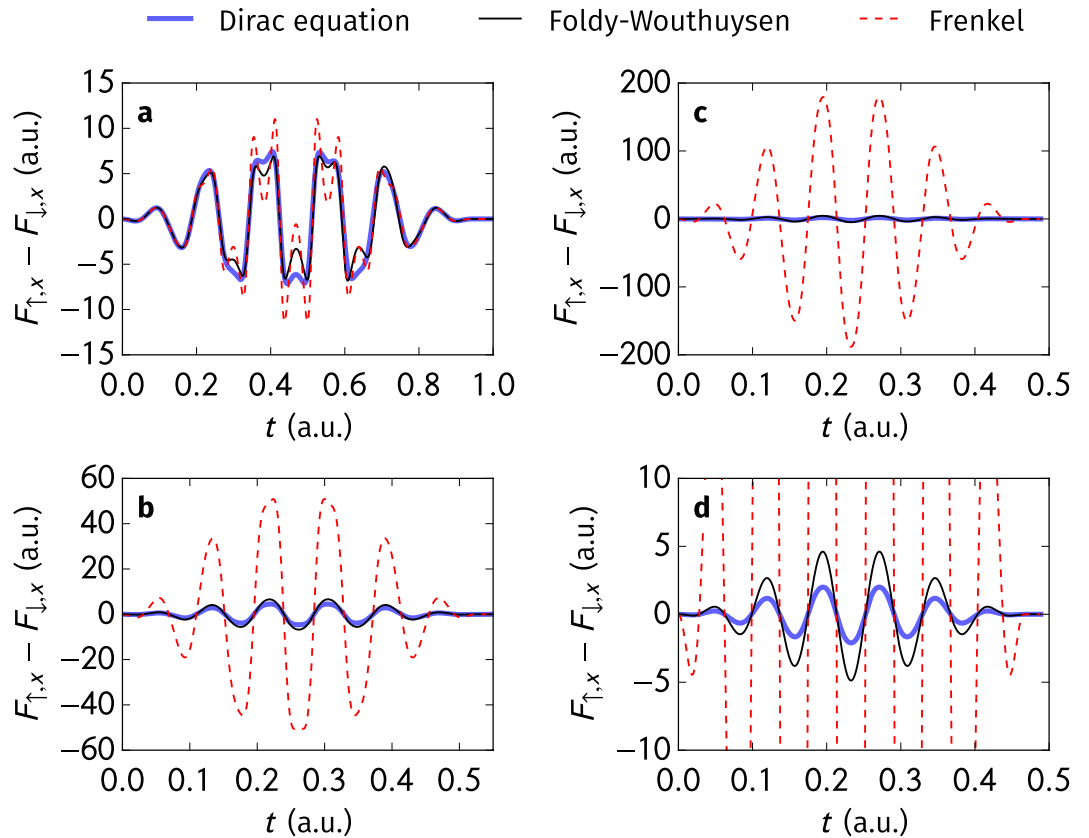 Dirac equation Foldy-Wouthuysen Frenkel
a
15
10
5
0
−5
−10
−15
F↑,x − F↓,x (a.u.)
0.0 0.2 0.4 0.6 0.8 1.0
t (a.u.)
c
200
100
0
−100
−200
F↑,x − F↓,x (a.u.)
0.0 0.1 0.2 0.3 0.4 0.5
t (a.u.)
b
60
40
20
0
−20
−40
−60
F↑,x − F↓,x (a.u.)
0.0 0.1 0.2 0.3 0.4 0.5
t (a.u.)
d
10
5
0
−5
−10
F↑,x − F↓,x (a.u.)
0.0 0.1 0.2 0.3 0.4 0.5
t (a.u.)